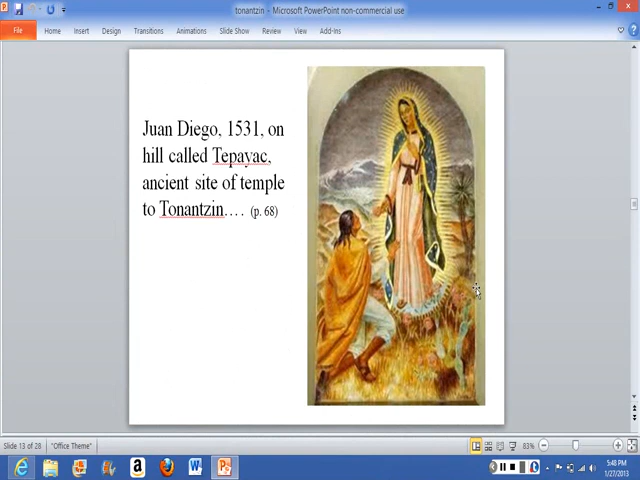 tonantzin - Microsoft PowerPoint non-commercial use
File Home Insert Design Transitions Animations Slide Show Review View Add-Ins
Juan Diego, 1531, on
hill called Tepayac,
ancient site of temple
to Tonantzin…. (p. 68)
Slide 13 of 28 "Office Theme" 83%
5:48 PM
1/27/2013